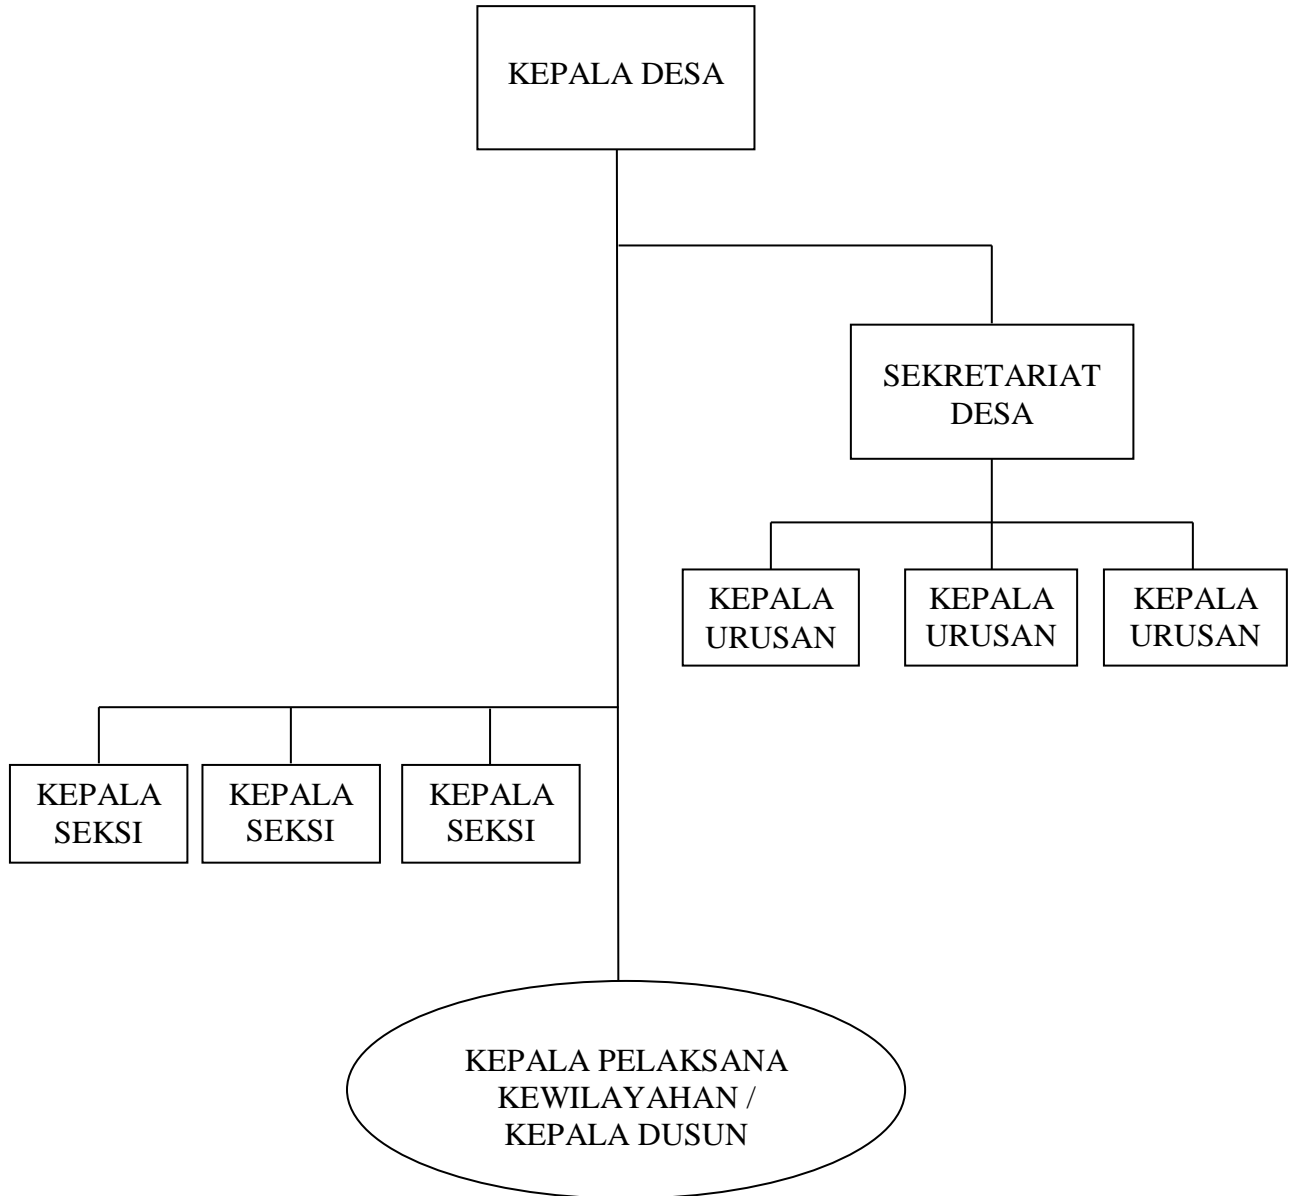 KEPALA DESA
SEKRETARIAT
DESA
KEPALA
URUSAN
KEPALA
URUSAN
KEPALA
URUSAN
KEPALA
SEKSI
KEPALA
SEKSI
KEPALA
SEKSI
KEPALA PELAKSANA
KEWILAYAHAN /
KEPALA DUSUN